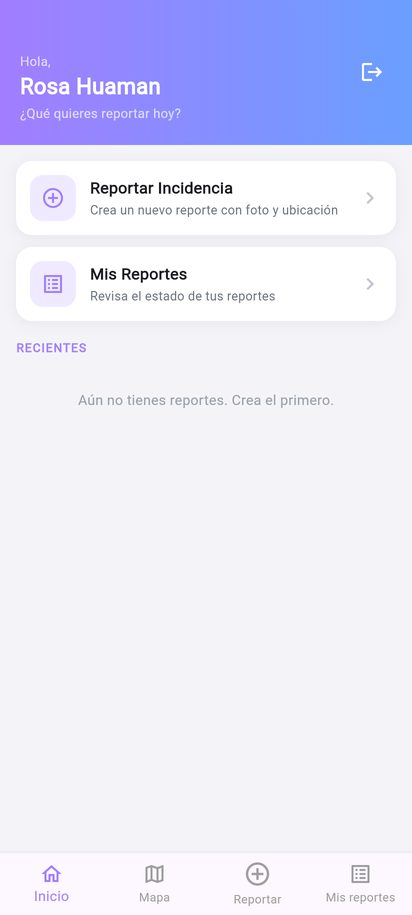 Hola,
Rosa Huaman
¿Qué quieres reportar hoy?
Reportar Incidencia
Crea un nuevo reporte con foto y ubicación
Mis Reportes
Revisa el estado de tus reportes
RECIENTES
Aún no tienes reportes. Crea el primero.
Inicio
Mapa
Reportar
Mis reportes